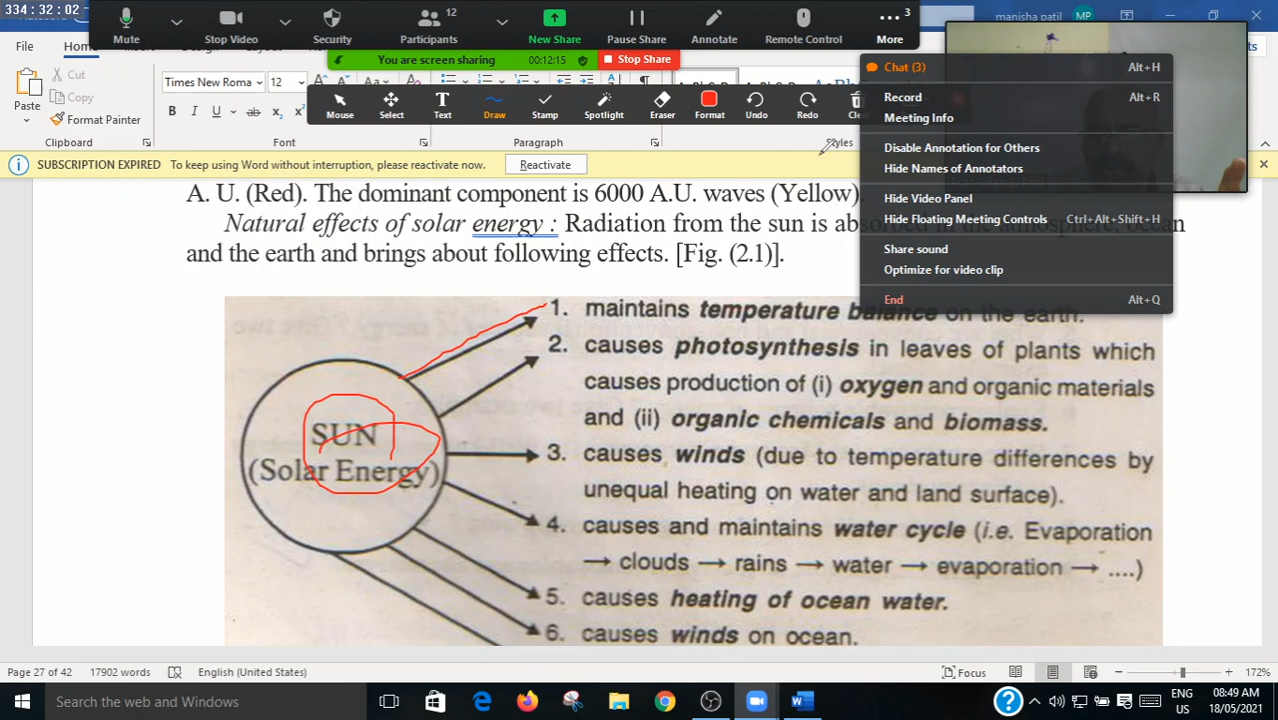 334:32:02
Mute
Stop Video
Security
12
Participants
New Share
Pause Share
Annotate
Remote Control
3
More
manisha patil
MP
You are screen sharing
00:12:15
Stop Share
File
Home
Cut
Copy
Paste
Format Painter
Clipboard
Times New Roma
12
B I U ab x x
Font
Paragraph
Styles
Mouse
Select
Text
Draw
Stamp
Spotlight
Eraser
Format
Undo
Redo
Chat (3) Alt+H
Record Alt+R
Meeting Info
Disable Annotation for Others
Hide Names of Annotators
Hide Video Panel
Hide Floating Meeting Controls Ctrl+Alt+Shift+H
Share sound
Optimize for video clip
End Alt+Q
SUBSCRIPTION EXPIRED To keep using Word without interruption, please reactivate now. Reactivate
A. U. (Red). The dominant component is 6000 A.U. waves (Yellow).
Natural effects of solar energy : Radiation from the sun is absorbed in the atmosphere, ocean
and the earth and brings about following effects. [Fig. (2.1)].
SUN
(Solar Energy)
1. maintains temperature balance on the earth.
2. causes photosynthesis in leaves of plants which
causes production of (i) oxygen and organic materials
and (ii) organic chemicals and biomass.
3. causes winds (due to temperature differences by
unequal heating on water and land surface).
4. causes and maintains water cycle (i.e. Evaporation
→ clouds → rains → water → evaporation → ....)
5. causes heating of ocean water.
6. causes winds on ocean.
Page 27 of 42 17902 words English (United States) Focus 172%
Search the web and Windows
ENG
US
08:49 AM
18/05/2021